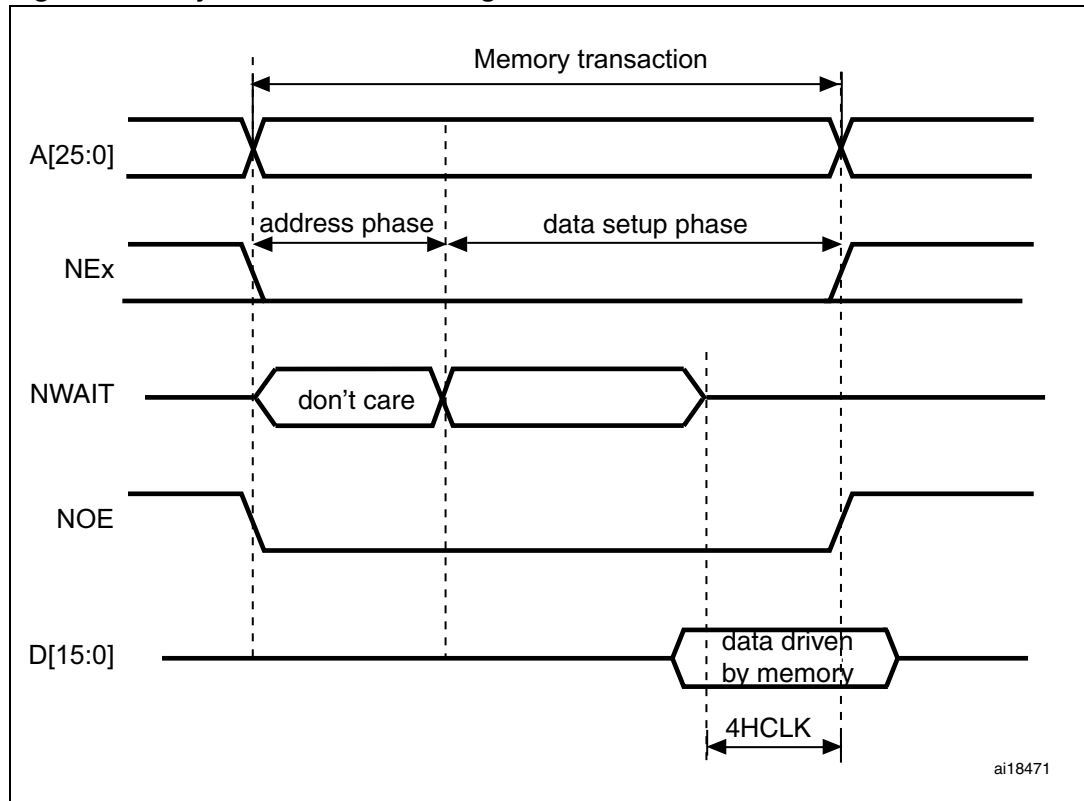 Memory transaction
A[25:0]
address phase
data setup phase
NEx
NWAIT
don't care
NOE
D[15:0]
data driven
by memory
4HCLK
ai18471